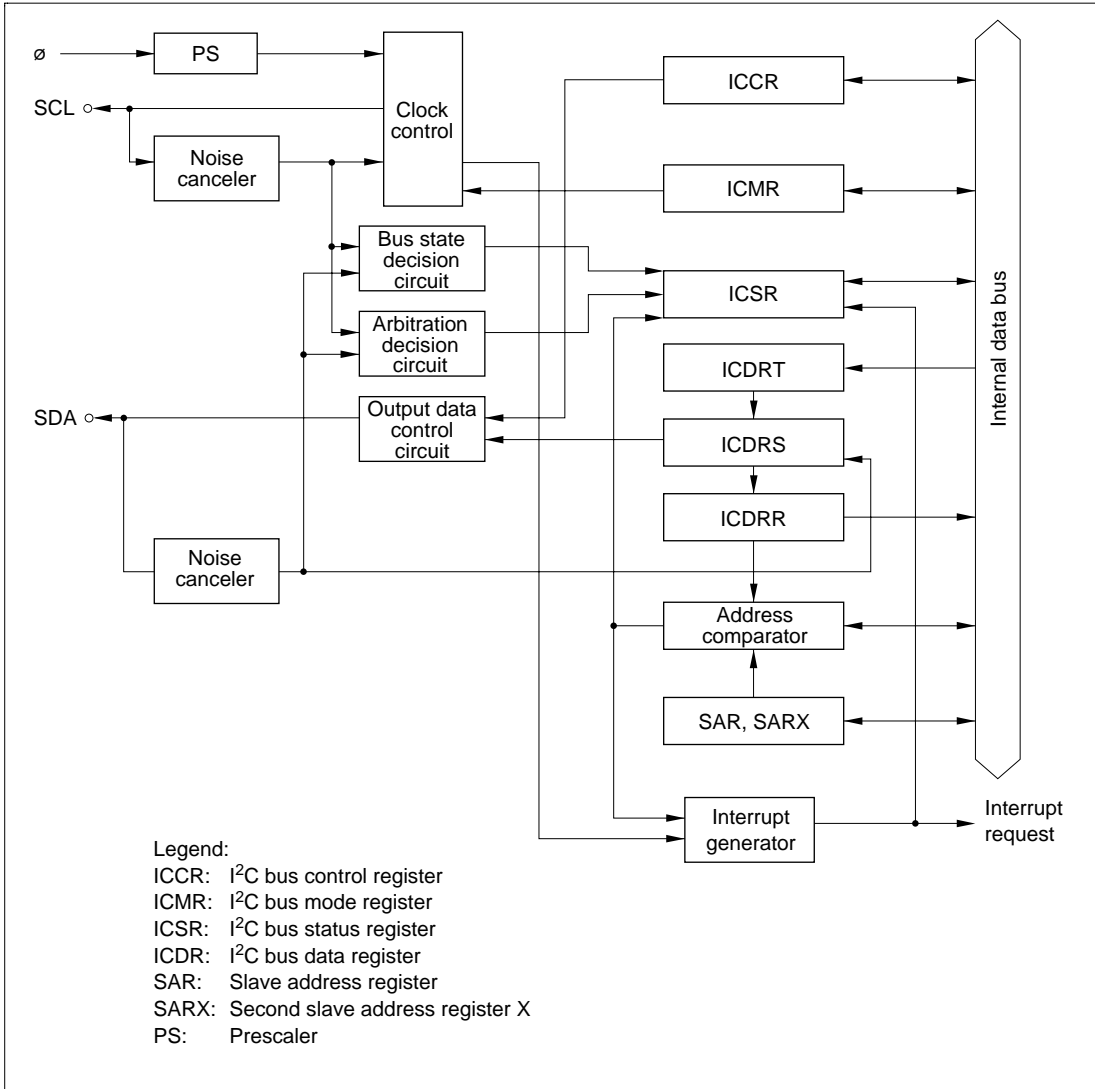 ø
PS
SCL
Clock
control
Noise
canceler
ICCR
ICMR
Bus state
decision
circuit
ICSR
Arbitration
decision
circuit
ICDRT
Internal data bus
SDA
Output data
control
circuit
ICDRS
ICDRR
Noise
canceler
Address
comparator
SAR, SARX
Interrupt
generator
Interrupt
request
Legend:
ICCR: I²C bus control register
ICMR: I²C bus mode register
ICSR: I²C bus status register
ICDR: I²C bus data register
SAR: Slave address register
SARX: Second slave address register X
PS: Prescaler